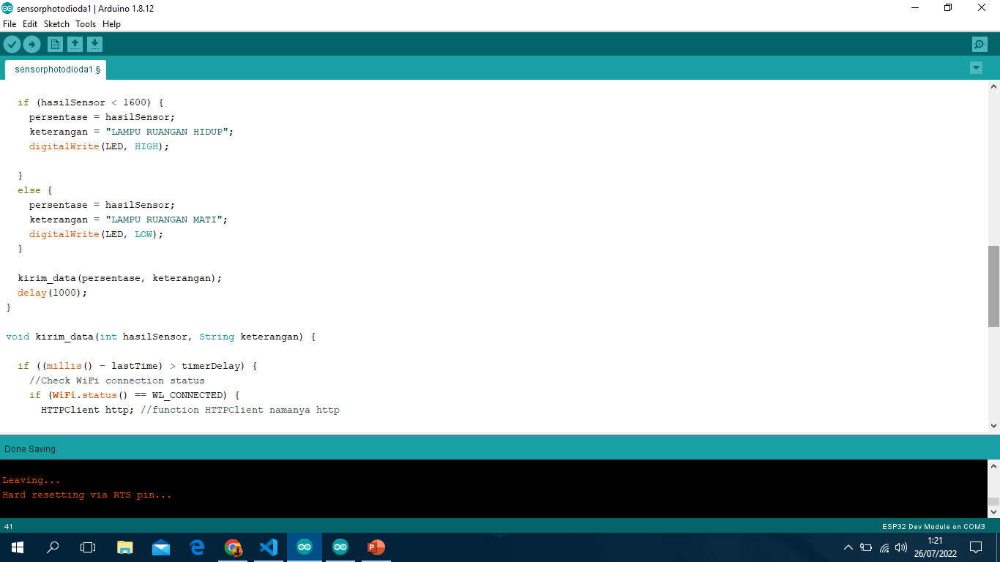 sensorphotodioda1 | Arduino 1.8.12
File Edit Sketch Tools Help
sensorphotodioda1 §
if (hasilSensor < 1600) {
persentase = hasilSensor;
keterangan = "LAMPU RUANGAN HIDUP";
digitalWrite(LED, HIGH);
}
else {
persentase = hasilSensor;
keterangan = "LAMPU RUANGAN MATI";
digitalWrite(LED, LOW);
}
kirim_data(persentase, keterangan);
delay(1000);
}
void kirim_data(int hasilSensor, String keterangan) {
if ((millis() - lastTime) > timerDelay) {
//Check WiFi connection status
if (WiFi.status() == WL_CONNECTED) {
HTTPClient http; //function HTTPClient namanya http
Done Saving.
Leaving...
Hard resetting via RTS pin...
41
ESP32 Dev Module on COM3
1:21
26/07/2022